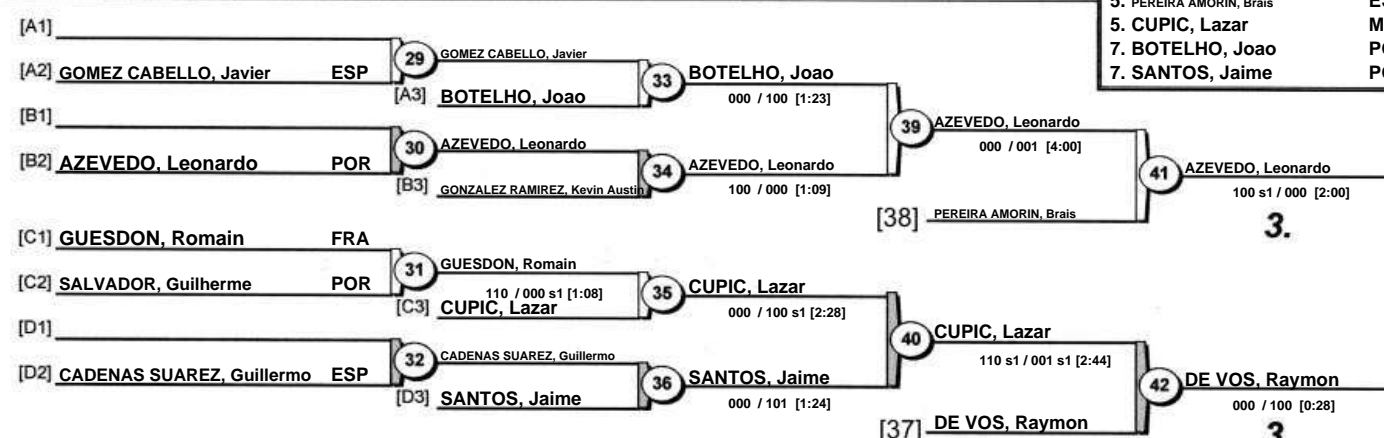 5. PEREIRA AMORIN, Brais
5. CUPIC, Lazar
7. BOTELHO, Joao
7. SANTOS, Jaime
[A1]
[A2] GOMEZ CABELLO, Javier ESP
29
GOMEZ CABELLO, Javier
[A3] BOTELHO, Joao
33
BOTELHO, Joao
000 / 100 [1:23]
[B1]
[B2] AZEVEDO, Leonardo POR
30
AZEVEDO, Leonardo
[B3] GONZALEZ RAMIREZ, Kevin Austin
34
AZEVEDO, Leonardo
100 / 000 [1:09]
39
AZEVEDO, Leonardo
000 / 001 [4:00]
[38] PEREIRA AMORIN, Brais
41
AZEVEDO, Leonardo
100 s1 / 000 [2:00]
3.
[C1] GUESDON, Romain FRA
[C2] SALVADOR, Guilherme POR
31
GUESDON, Romain
110 / 000 s1 [1:08]
[C3] CUPIC, Lazar
35
CUPIC, Lazar
000 / 100 s1 [2:28]
[D1]
[D2] CADENAS SUAREZ, Guillermo ESP
32
CADENAS SUAREZ, Guillermo
[D3] SANTOS, Jaime
36
SANTOS, Jaime
000 / 101 [1:24]
40
CUPIC, Lazar
110 s1 / 001 s1 [2:44]
[37] DE VOS, Raymon
42
DE VOS, Raymon
000 / 100 [0:28]
3